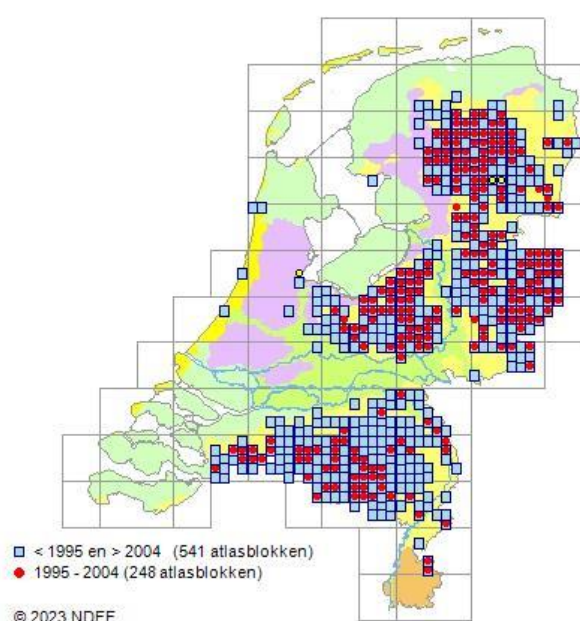 < 1995 en > 2004 (541 atlasblokken)
1995 - 2004 (248 atlasblokken)
© 2023 NDFF